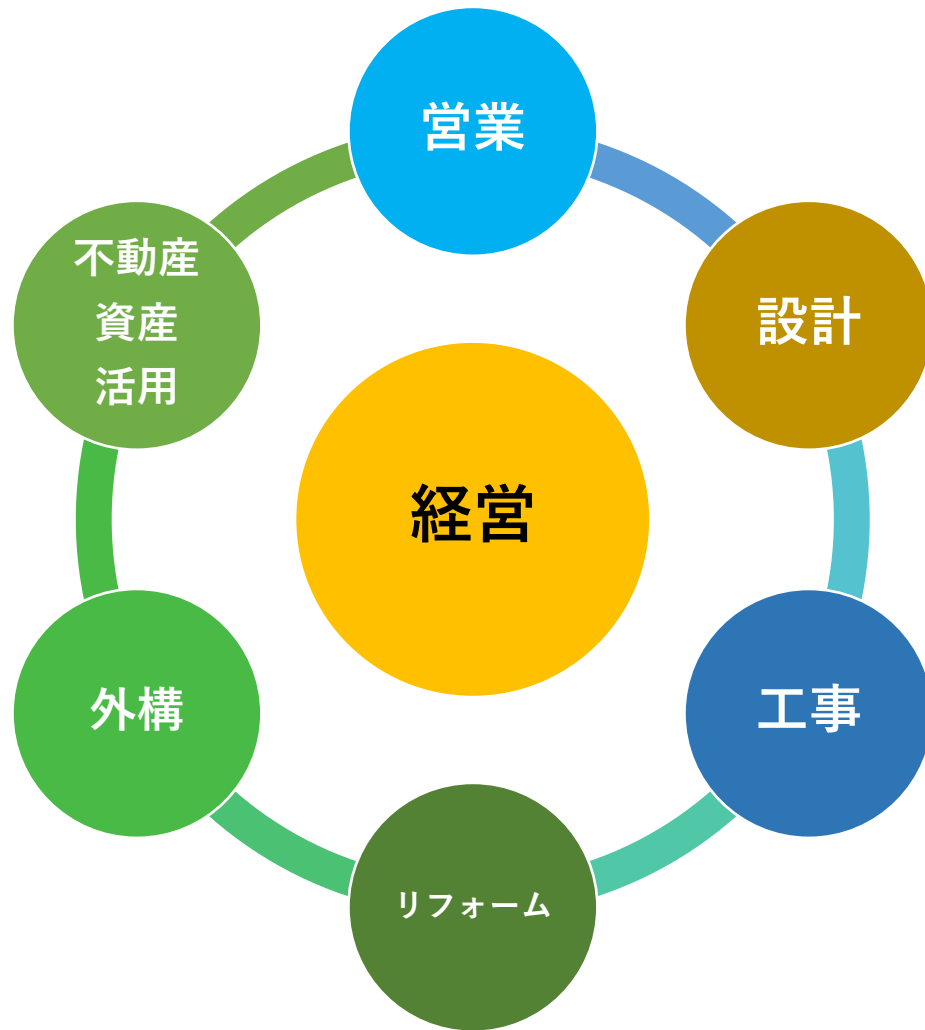 営業
設計
工事
リフォーム
外構
不動産
資産
活用
経営